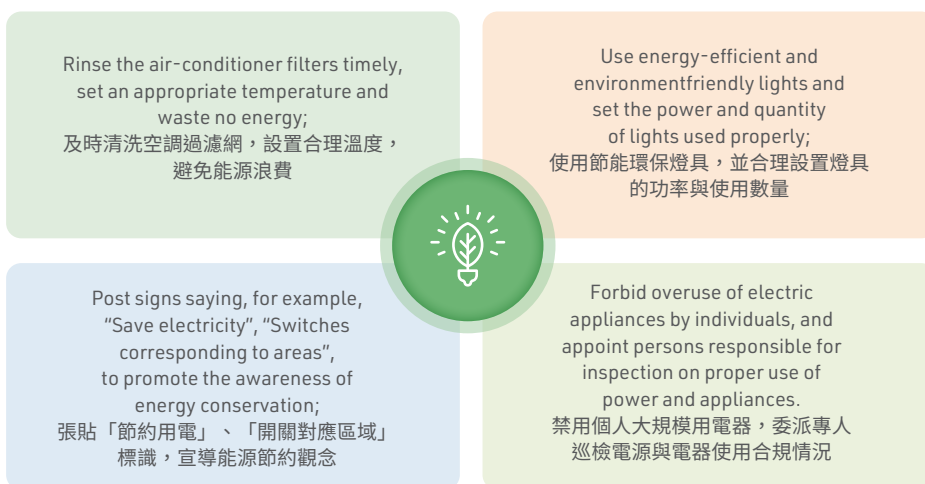 Rinse the air-conditioner filters timely,
set an appropriate temperature and
waste no energy;
及時清洗空調過濾網，設置合理溫度，
避免能源浪費
Use energy-efficient and
environmentfriendly lights and
set the power and quantity
of lights used properly;
使用節能環保燈具，並合理設置燈具
的功率與使用數量
Post signs saying, for example,
“Save electricity”, “Switches
corresponding to areas”,
to promote the awareness of
energy conservation;
張貼「節約用電」、「開關對應區域」
標識，宣導能源節約觀念
Forbid overuse of electric
appliances by individuals, and
appoint persons responsible for
inspection on proper use of
power and appliances.
禁用個人大規模用電器，委派專人
巡檢電源與電器使用合規情況